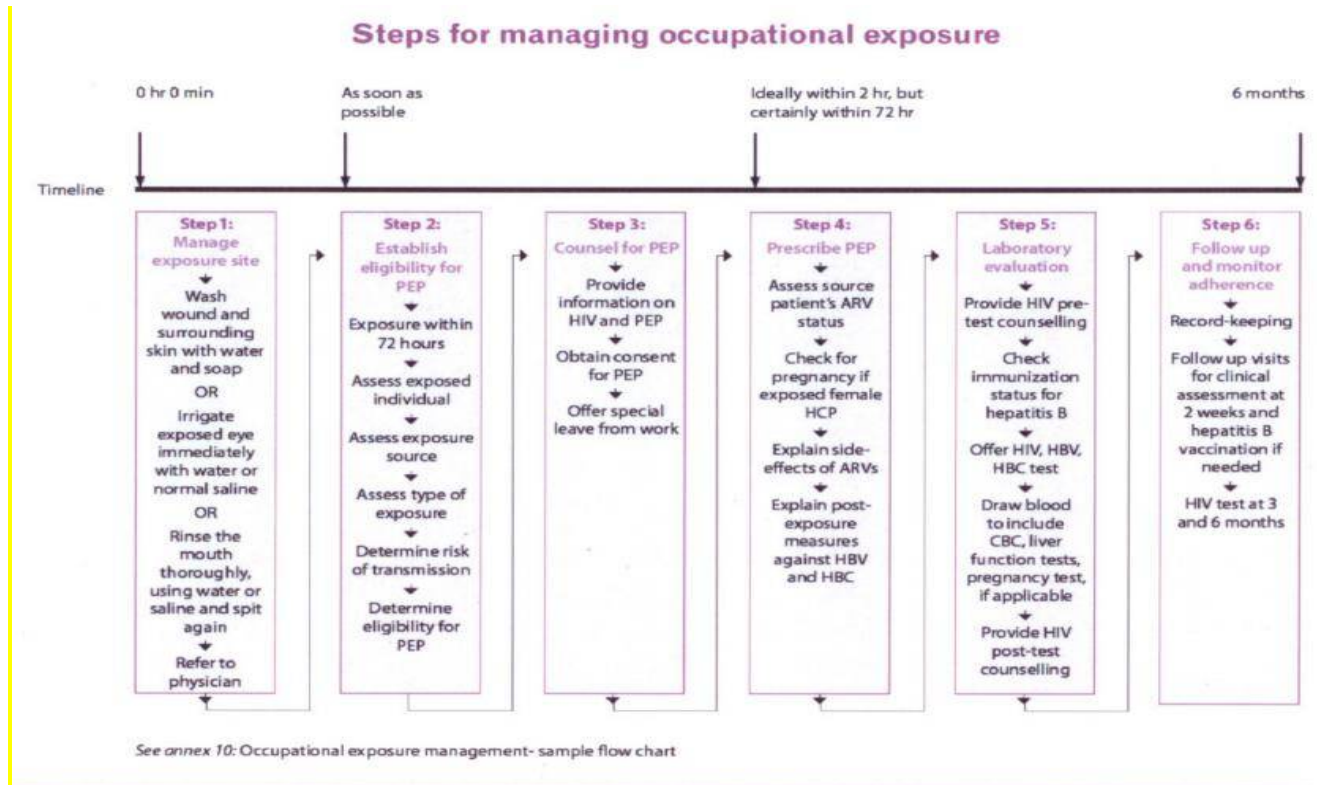 Steps for managing occupational exposure
0 hr 0 min
As soon as
possible
Ideally within 2 hr, but
certainly within 72 hr
6 months
Timeline
Step 1:
Manage
exposure site
Wash
wound and
surrounding
skin with water
and soap
OR
Irrigate
exposed eye
immediately
with water or
normal saline
OR
Rinse the
mouth
thoroughly,
using water or
saline and spit
again
Refer to
physician
Step 2:
Establish
eligibility for
PEP
Exposure within
72 hours
Assess exposed
individual
Assess exposure
source
Assess type of
exposure
Determine risk
of transmission
Determine
eligibility for
PEP
Step 3:
Counsel for PEP
Provide
information on
HIV and PEP
Obtain consent
for PEP
Offer special
leave from work
Step 4:
Prescribe PEP
Assess source
patient's ARV
status
Check for
pregnancy if
exposed female
HCP
Explain side-
effects of ARVs
Explain post-
exposure
measures
against HBV
and HBC
Step 5:
Laboratory
evaluation
Provide HIV pre-
test counselling
Check
immunization
status for
hepatitis B
Offer HIV, HBV,
HBC test
Draw blood
to include
CBC, liver
function tests,
pregnancy test,
if applicable
Provide HIV
post-test
counselling
Step 6:
Follow up
and monitor
adherence
Record-keeping
Follow up visits
for clinical
assessment at
2 weeks and
hepatitis B
vaccination if
needed
HIV test at 3
and 6 months
See annex 10: Occupational exposure management- sample flow chart